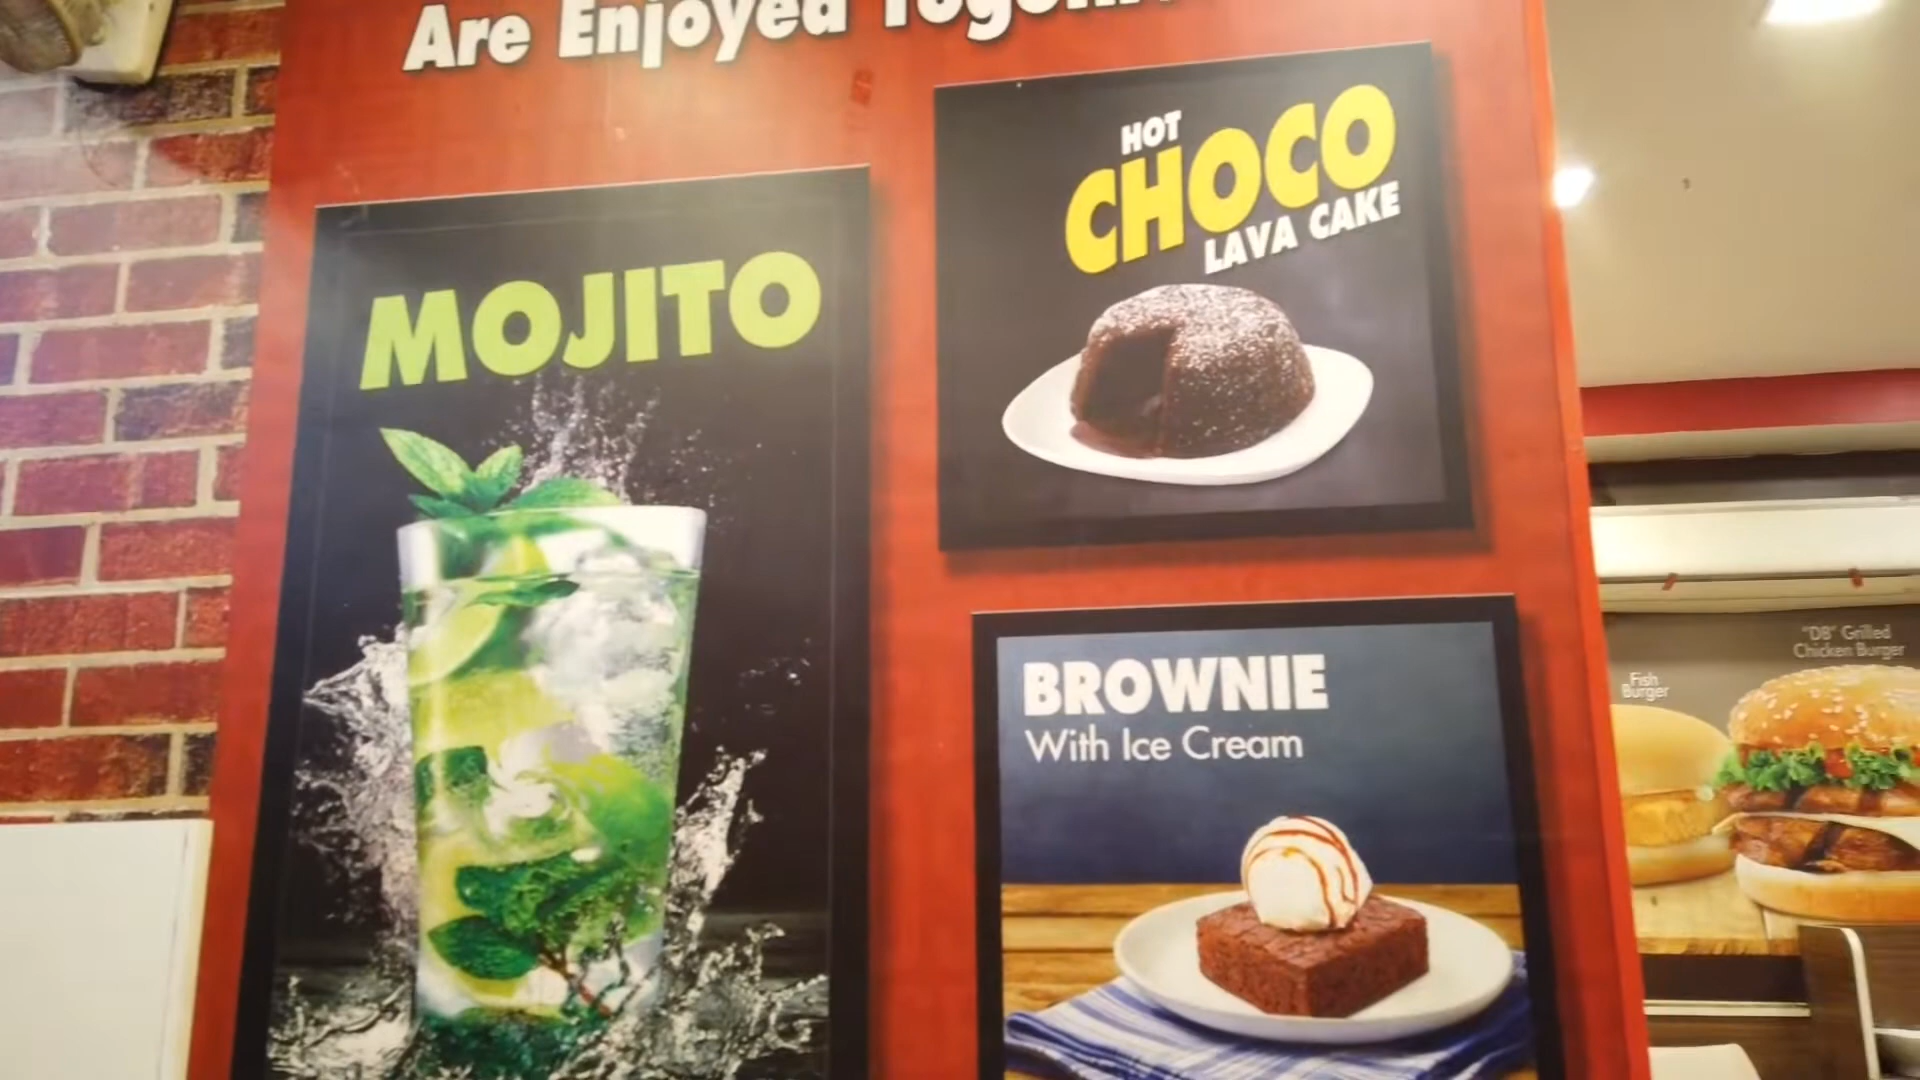 Are Enjoyed
MOJITO
HOT
CHOCO
LAVA CAKE
BROWNIE
With Ice Cream
Fish
Burger
"DB" Grilled
Chicken Burger